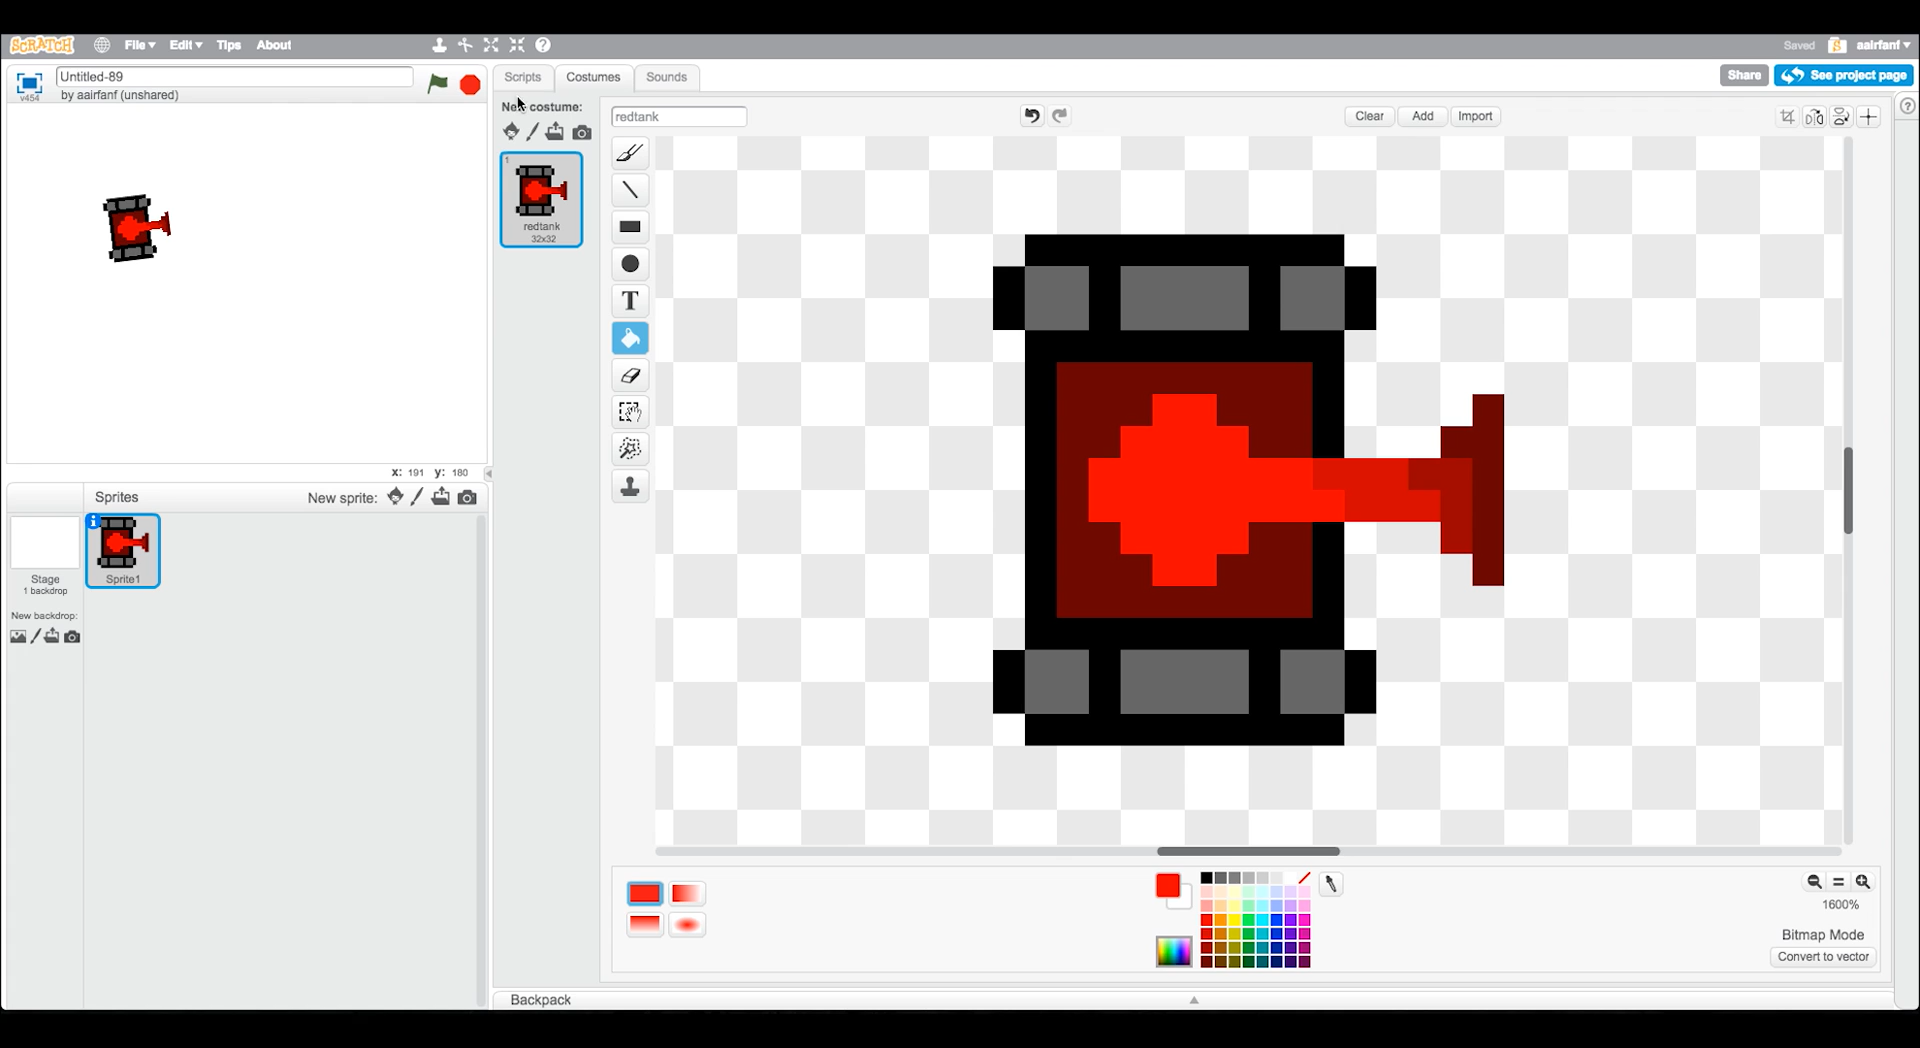 SCRATCH File Edit Tips About Saved aairfanf
v454
Untitled-89
by aairfanf (unshared)
Scripts Costumes Sounds
Share See project page
New costume:
redtank
Clear Add Import
1
redtank
32x32
T
x: 191 y: 180
Sprites New sprite:
Stage
1 backdrop
Sprite1
New backdrop:
1600%
Bitmap Mode
Convert to vector
Backpack